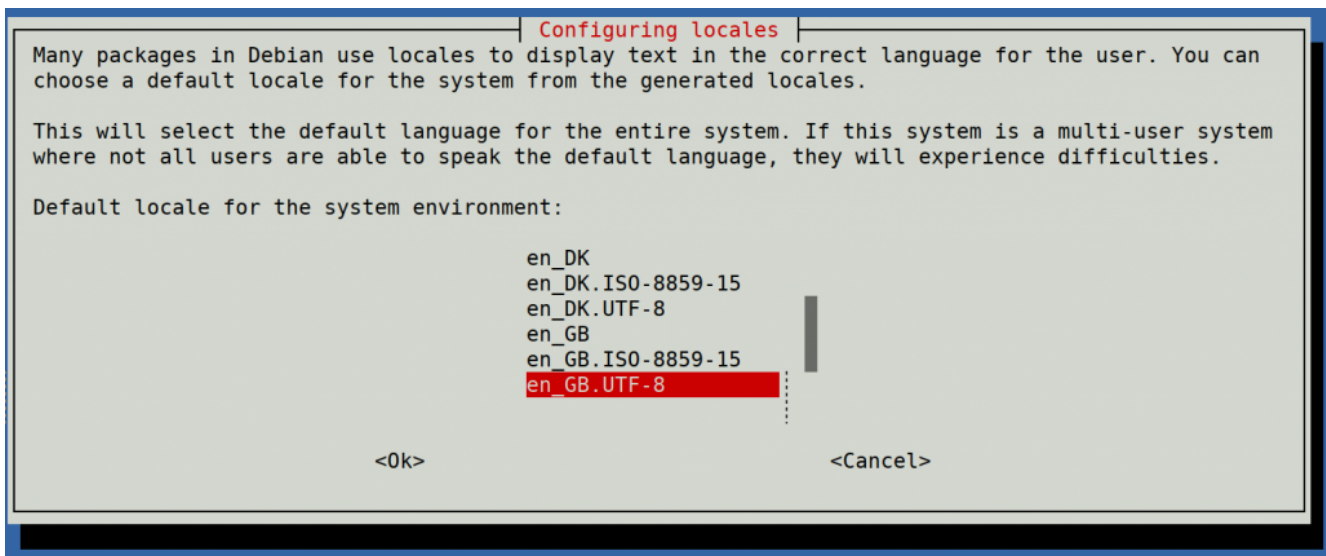 Configuring locales
Many packages in Debian use locales to display text in the correct language for the user. You can
choose a default locale for the system from the generated locales.
This will select the default language for the entire system. If this system is a multi-user system
where not all users are able to speak the default language, they will experience difficulties.
Default locale for the system environment:
en_DK
en_DK.ISO-8859-15
en_DK.UTF-8
en_GB
en_GB.ISO-8859-15
en_GB.UTF-8
<Ok> <Cancel>